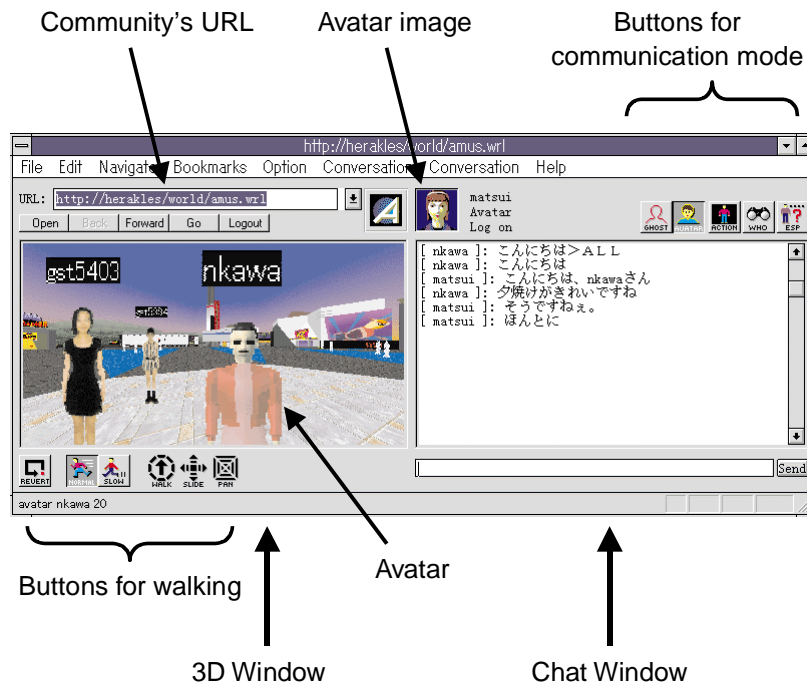 Community's URL
Avatar image
Buttons for
communication mode
http://herakles/world/amus.wrl
File Edit Navigate Bookmarks Option Conversation Conversation Help
URL: http://herakles/world/amus.wrl
Open Back Forward Go Logout
matsui
Avatar
Log on
GHOST AVATAR ACTION WHO ESP
gst5403
nkawa
[ nkawa ]: こんにちは>ALL
[ nkawa ]: こんにちは
[ matsui ]: こんにちは、nkawaさん
[ nkawa ]: 夕焼けがきれいですね
[ matsui ]: そうですねぇ。
[ matsui ]: ほんとに
REVERT NORMAL SLOW WALK SLIDE PAN
Send
avatar nkawa 20
Buttons for walking
Avatar
3D Window
Chat Window